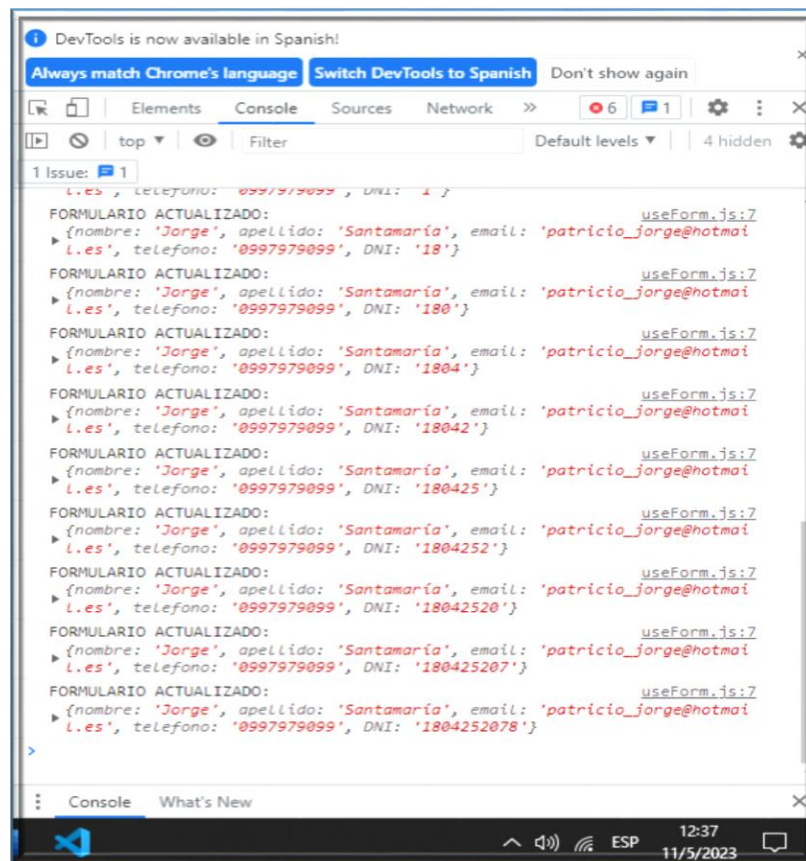 DevTools is now available in Spanish!
Always match Chrome's language Switch DevTools to Spanish Don't show again
Elements Console Sources Network » 6 1
top Filter Default levels 4 hidden
1 Issue: 1
l.es', telefono: '0997979099', DNI: '1'}
FORMULARIO ACTUALIZADO: useForm.js:7
{nombre: 'Jorge', apellido: 'Santamaría', email: 'patricio_jorge@hotmai
l.es', telefono: '0997979099', DNI: '18'}
FORMULARIO ACTUALIZADO: useForm.js:7
{nombre: 'Jorge', apellido: 'Santamaría', email: 'patricio_jorge@hotmai
l.es', telefono: '0997979099', DNI: '180'}
FORMULARIO ACTUALIZADO: useForm.js:7
{nombre: 'Jorge', apellido: 'Santamaría', email: 'patricio_jorge@hotmai
l.es', telefono: '0997979099', DNI: '1804'}
FORMULARIO ACTUALIZADO: useForm.js:7
{nombre: 'Jorge', apellido: 'Santamaría', email: 'patricio_jorge@hotmai
l.es', telefono: '0997979099', DNI: '18042'}
FORMULARIO ACTUALIZADO: useForm.js:7
{nombre: 'Jorge', apellido: 'Santamaría', email: 'patricio_jorge@hotmai
l.es', telefono: '0997979099', DNI: '180425'}
FORMULARIO ACTUALIZADO: useForm.js:7
{nombre: 'Jorge', apellido: 'Santamaría', email: 'patricio_jorge@hotmai
l.es', telefono: '0997979099', DNI: '1804252'}
FORMULARIO ACTUALIZADO: useForm.js:7
{nombre: 'Jorge', apellido: 'Santamaría', email: 'patricio_jorge@hotmai
l.es', telefono: '0997979099', DNI: '18042520'}
FORMULARIO ACTUALIZADO: useForm.js:7
{nombre: 'Jorge', apellido: 'Santamaría', email: 'patricio_jorge@hotmai
l.es', telefono: '0997979099', DNI: '180425207'}
FORMULARIO ACTUALIZADO: useForm.js:7
{nombre: 'Jorge', apellido: 'Santamaría', email: 'patricio_jorge@hotmai
l.es', telefono: '0997979099', DNI: '1804252078'}
>
Console What's New
ESP 12:37
11/5/2023